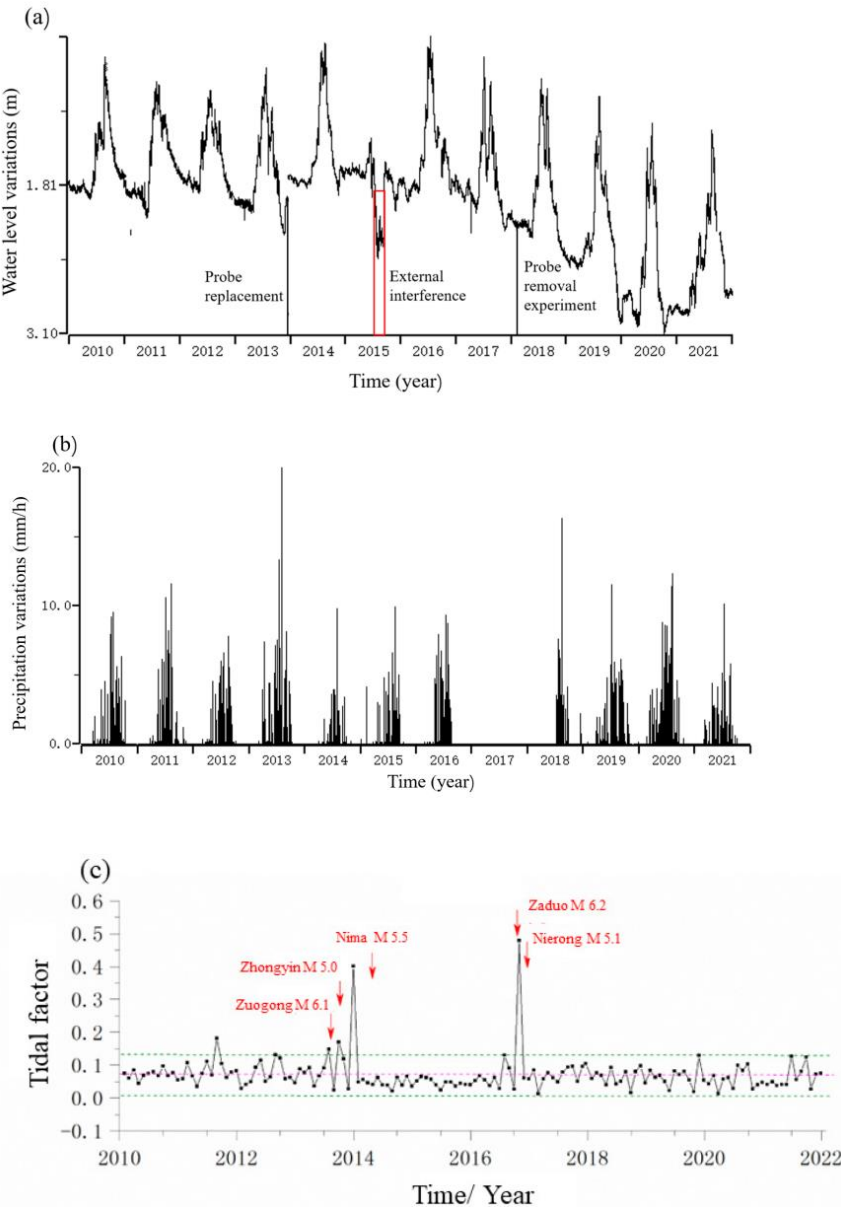 (a)
Water level variations (m)
1.81
3.10
Probe
replacement
External
interference
Probe
removal
experiment
2010 2011 2012 2013 2014 2015 2016 2017 2018 2019 2020 2021
Time (year)
(b)
Precipitation variations (mm/h)
20.0
10.0
0.0
2010 2011 2012 2013 2014 2015 2016 2017 2018 2019 2020 2021
Time (year)
(c)
Tidal factor
0.6
0.5
0.4
0.3
0.2
0.1
0.0
-0.1
Zaduo M 6.2
Nierong M 5.1
Nima M 5.5
Zhongyin M 5.0
Zuogong M 6.1
2010 2012 2014 2016 2018 2020 2022
Time/ Year